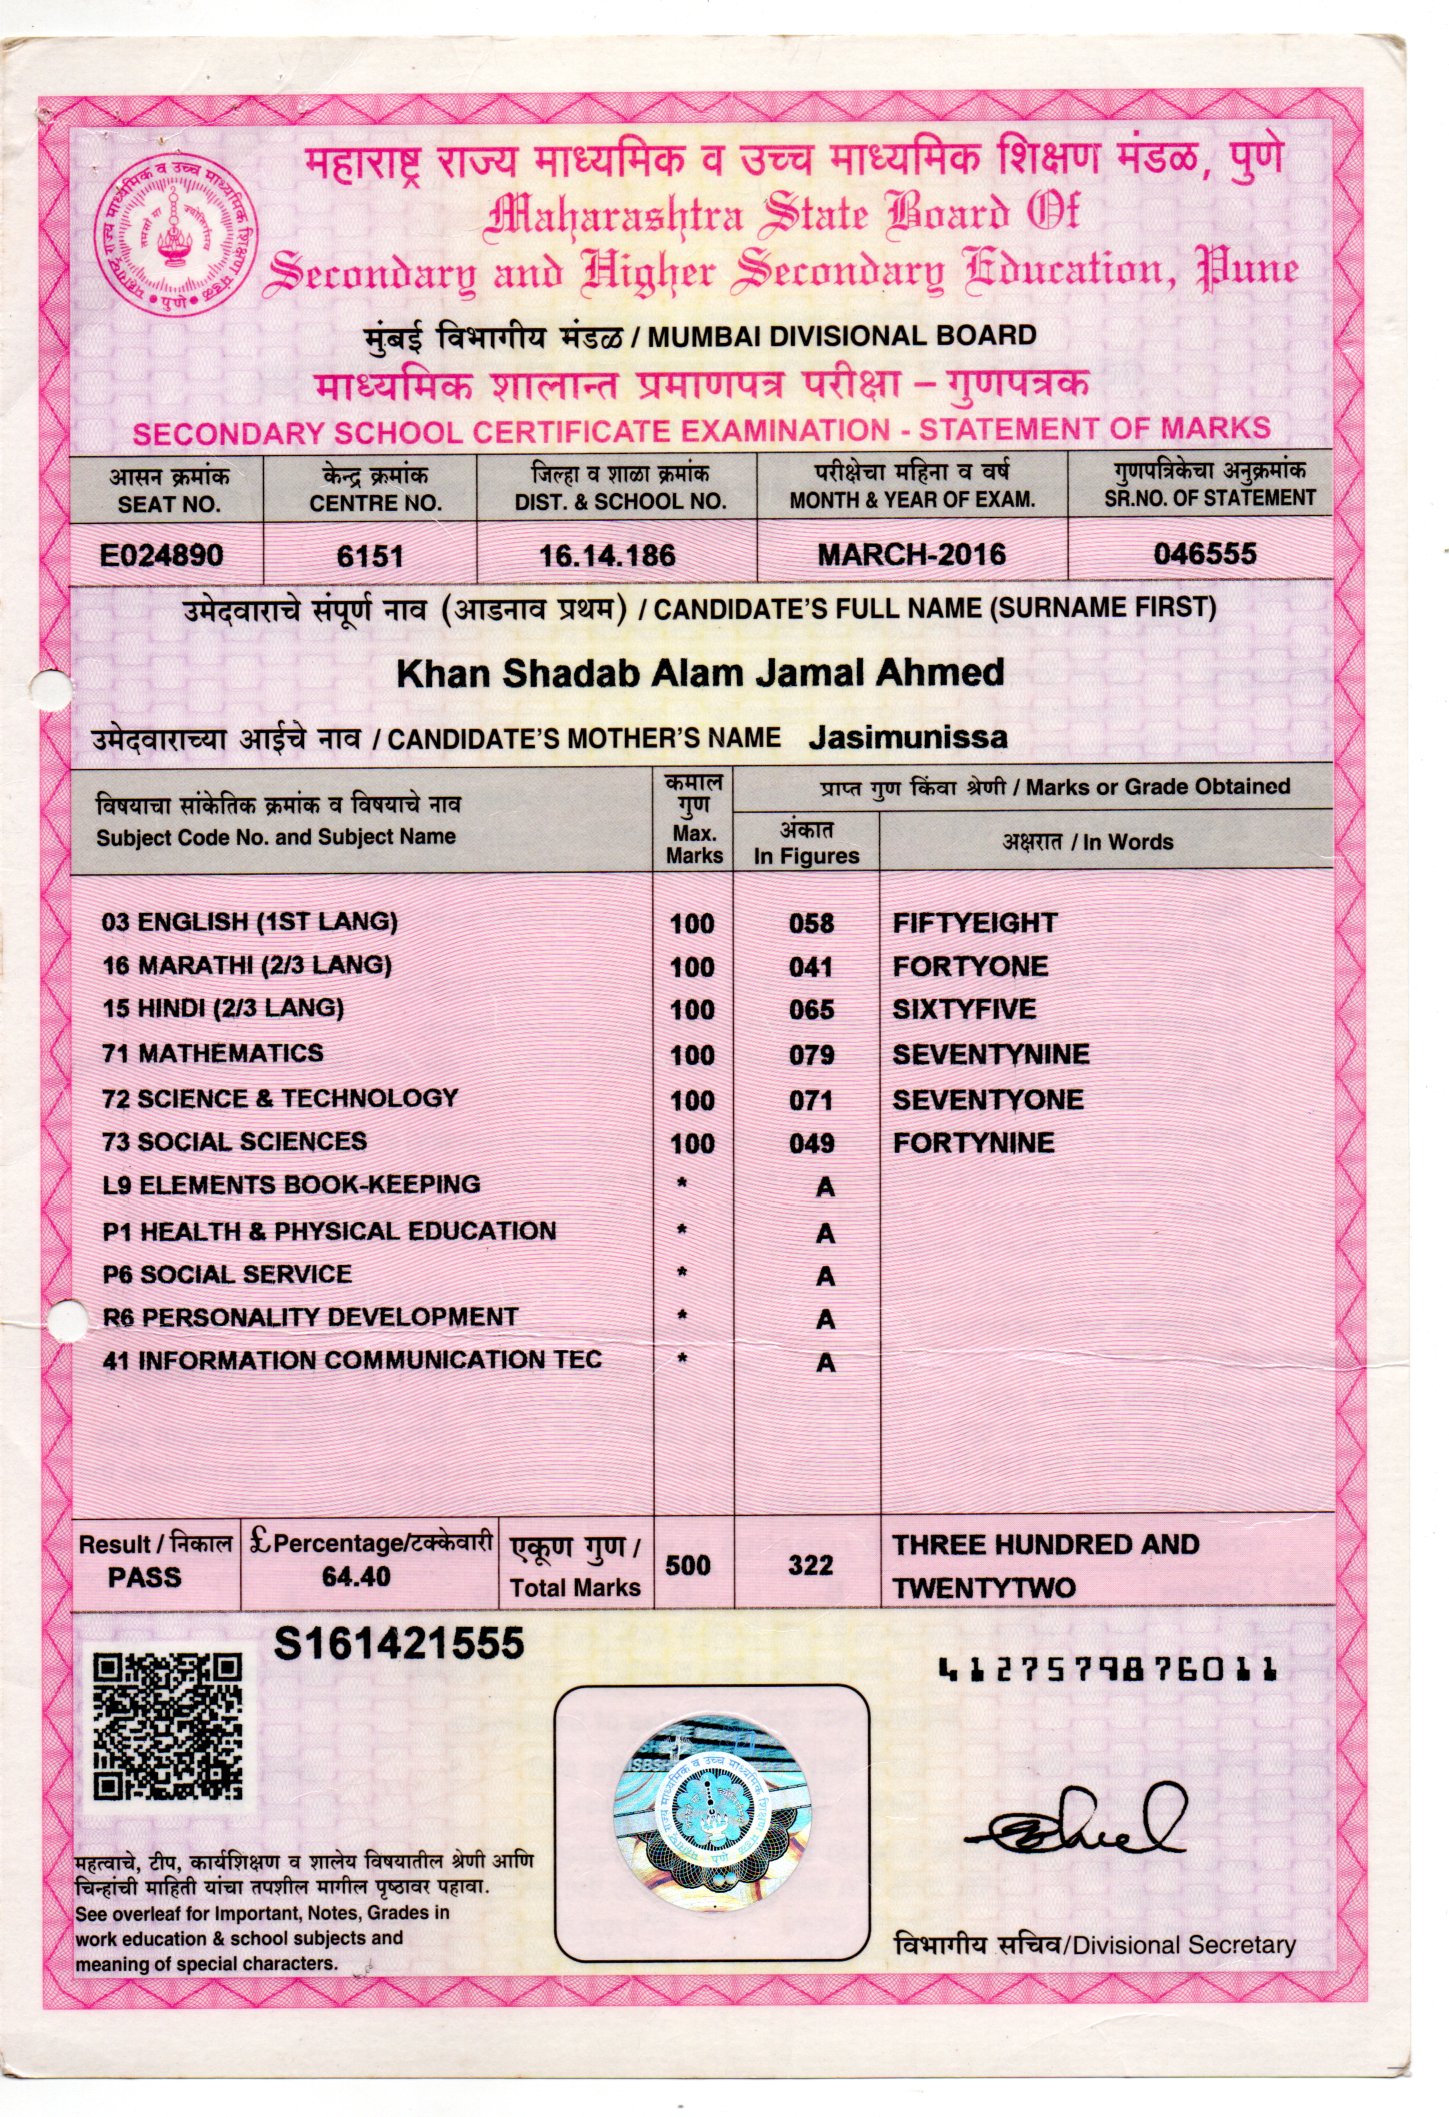 महाराष्ट्र राज्य माध्यमिक व उच्च माध्यमिक शिक्षण मंडळ, पुणे
Maharashtra State Board Of
Secondary and Higher Secondary Education, Pune
महाराष्ट्र राज्य माध्यमिक व उच्च माध्यमिक शिक्षण मंडळ • पुणे •
मुंबई विभागीय मंडळ / MUMBAI DIVISIONAL BOARD
माध्यमिक शालान्त प्रमाणपत्र परीक्षा – गुणपत्रक
SECONDARY SCHOOL CERTIFICATE EXAMINATION - STATEMENT OF MARKS
आसन क्रमांक केन्द्र क्रमांक जिल्हा व शाळा क्रमांक परीक्षेचा महिना व वर्ष गुणपत्रिकेचा अनुक्रमांक
SEAT NO. CENTRE NO. DIST. & SCHOOL NO. MONTH & YEAR OF EXAM. SR.NO. OF STATEMENT
E024890 6151 16.14.186 MARCH-2016 046555
उमेदवाराचे संपूर्ण नाव (आडनाव प्रथम) / CANDIDATE'S FULL NAME (SURNAME FIRST)
Khan Shadab Alam Jamal Ahmed
उमेदवाराच्या आईचे नाव / CANDIDATE'S MOTHER'S NAME Jasimunissa
विषयाचा सांकेतिक क्रमांक व विषयाचे नाव
Subject Code No. and Subject Name
कमाल
गुण
Max.
Marks
प्राप्त गुण किंवा श्रेणी / Marks or Grade Obtained
अंकात
In Figures
अक्षरात / In Words
03 ENGLISH (1ST LANG) 100 058 FIFTYEIGHT
16 MARATHI (2/3 LANG) 100 041 FORTYONE
15 HINDI (2/3 LANG) 100 065 SIXTYFIVE
71 MATHEMATICS 100 079 SEVENTYNINE
72 SCIENCE & TECHNOLOGY 100 071 SEVENTYONE
73 SOCIAL SCIENCES 100 049 FORTYNINE
L9 ELEMENTS BOOK-KEEPING * A
P1 HEALTH & PHYSICAL EDUCATION * A
P6 SOCIAL SERVICE * A
R6 PERSONALITY DEVELOPMENT * A
41 INFORMATION COMMUNICATION TEC * A
Result / निकाल £ Percentage/टक्केवारी एकूण गुण /
PASS 64.40 Total Marks 500 322 THREE HUNDRED AND
TWENTYTWO
S161421555
4127579876011
महत्वाचे, टीप, कार्यशिक्षण व शालेय विषयातील श्रेणी आणि
चिन्हांची माहिती यांचा तपशील मागील पृष्ठावर पहावा.
See overleaf for Important, Notes, Grades in
work education & school subjects and
meaning of special characters.
विभागीय सचिव/Divisional Secretary